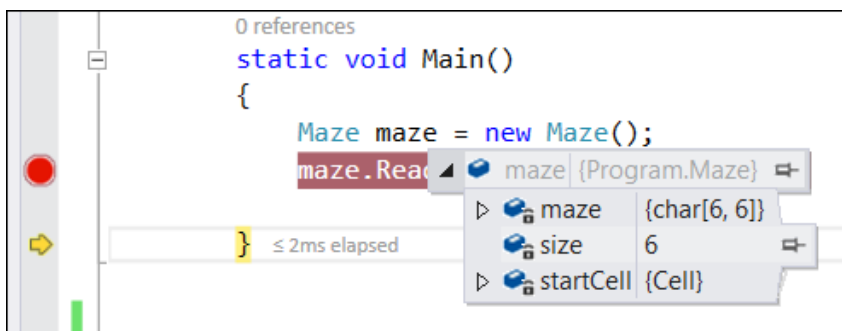 0 references
static void Main()
{
Maze maze = new Maze();
maze.Read maze {Program.Maze}
maze {char[6, 6]}
} ≤ 2ms elapsed size 6
startCell {Cell}